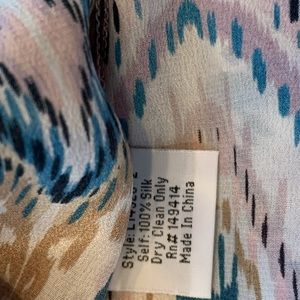 Style:
Self: 100% Silk
Dry Clean Only
Rn# 149414
Made In China